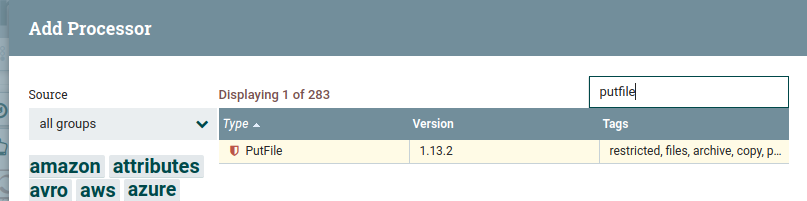 Add Processor
Source
Displaying 1 of 283
putfile
all groups
Type Version Tags
PutFile 1.13.2 restricted, files, archive, copy, p...
amazon attributes
avro aws azure